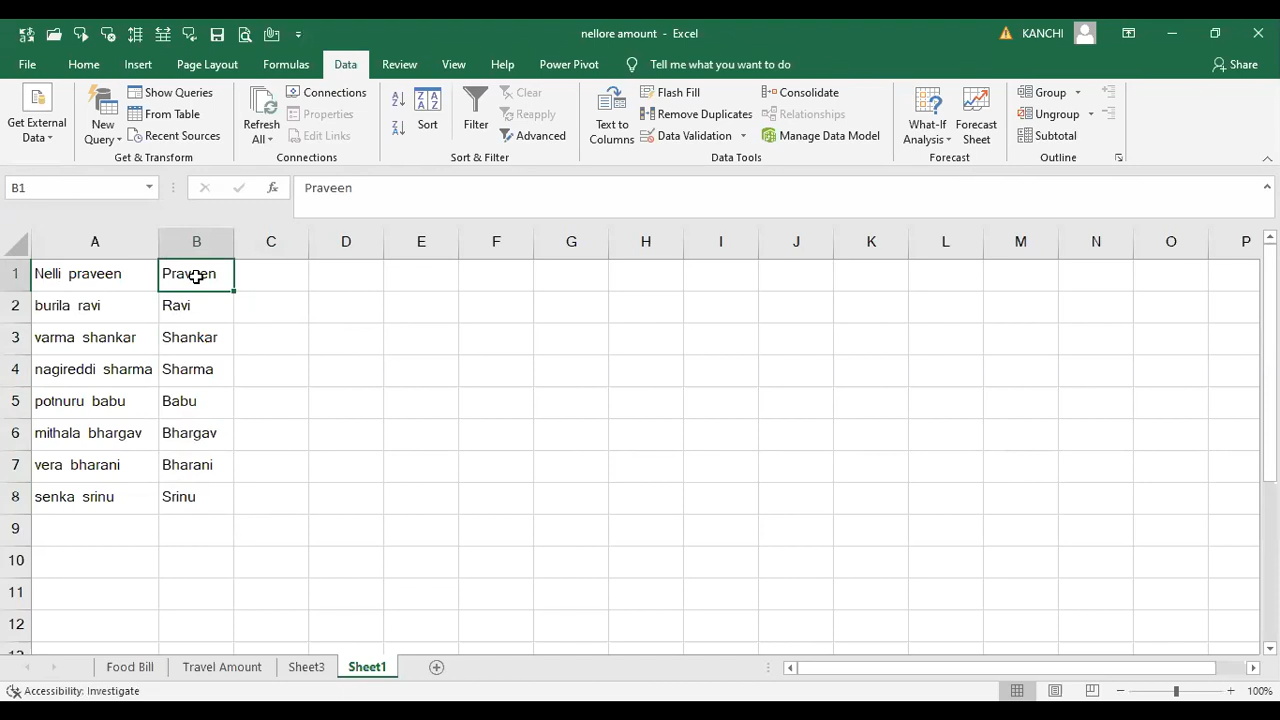 nellore amount - Excel
KANCHI
File Home Insert Page Layout Formulas Data Review View Help Power Pivot Tell me what you want to do Share
Get External Data
New Query
Show Queries
From Table
Recent Sources
Get & Transform
Refresh All
Connections
Properties
Edit Links
Connections
Sort
Filter
Clear
Reapply
Advanced
Sort & Filter
Text to Columns
Flash Fill
Remove Duplicates
Data Validation
Consolidate
Relationships
Manage Data Model
Data Tools
What-If Analysis
Forecast Sheet
Forecast
Group
Ungroup
Subtotal
Outline
B1 fx Praveen
A B C D E F G H I J K L M N O P
1 Nelli praveen Praveen
2 burila ravi Ravi
3 varma shankar Shankar
4 nagireddi sharma Sharma
5 potnuru babu Babu
6 mithala bhargav Bhargav
7 vera bharani Bharani
8 senka srinu Srinu
9
10
11
12
Food Bill Travel Amount Sheet3 Sheet1
Accessibility: Investigate 100%